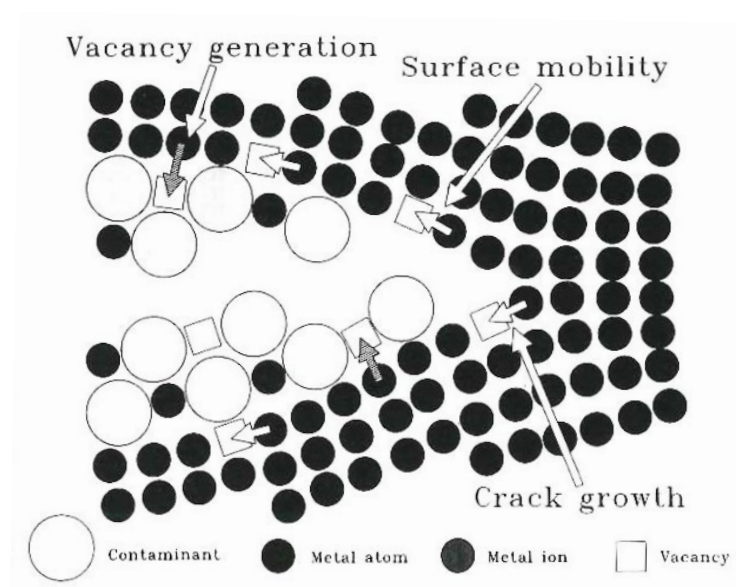 Vacancy generation
Surface mobility
Crack growth
Contaminant
Metal atom
Metal ion
Vacancy